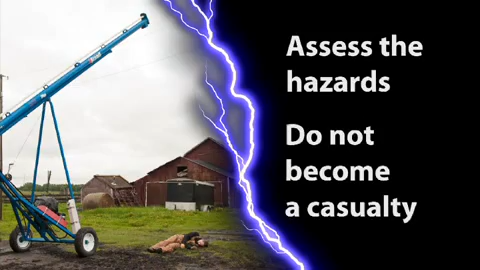 Assess the
hazards
Do not
become
a casualty